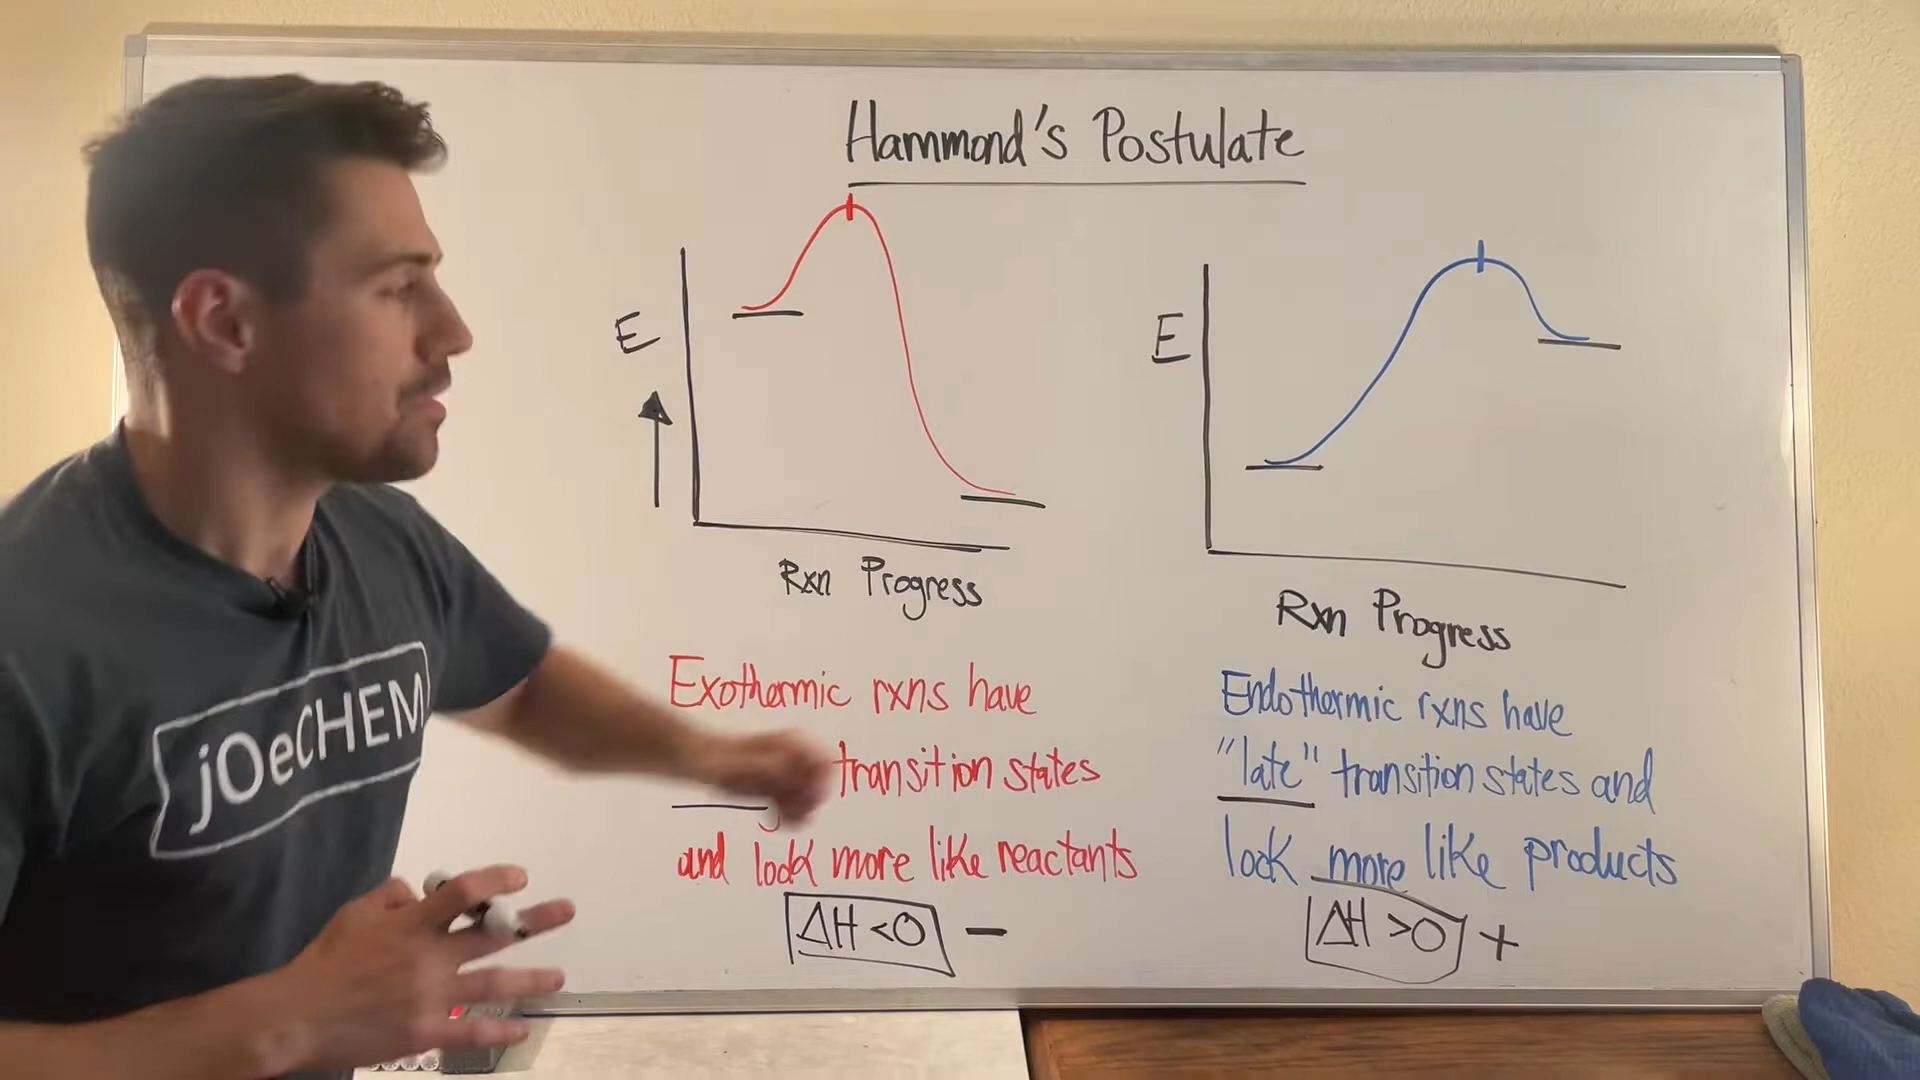 Hammond's Postulate
E
Rxn Progress
Exothermic rxns have
transition states
and look more like reactants
ΔH <0 −
E
Rxn Progress
Endothermic rxns have
"late" transition states and
look more like products
ΔH >0 +
jOeCHEM